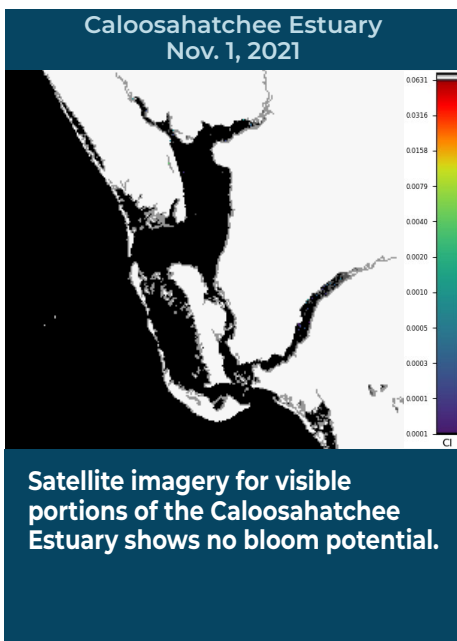 Caloosahatchee Estuary
Nov. 1, 2021
0.0631
0.0316
0.0158
0.0079
0.0040
0.0020
0.0010
0.0005
0.0003
0.0001
0.0001
CI
Satellite imagery for visible
portions of the Caloosahatchee
Estuary shows no bloom potential.